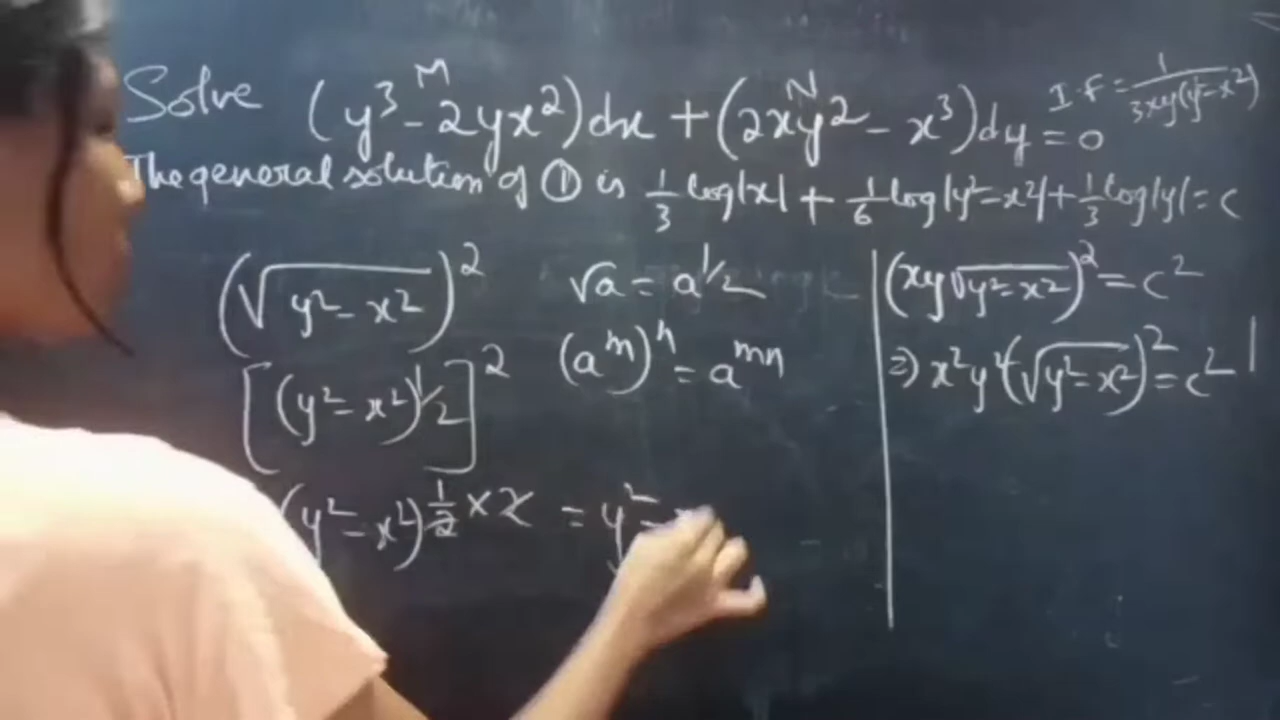 Solve (y³ - 2yx²)dx + (2xy² - x³)dy = 0
M N
I.F = 1/(3xy(y² - x²))
The general solution of ① is 1/3 log|x| + 1/6 log|y² - x²| + 1/3 log|y| = c
(√(y² - x²))²
√a = a^1/2
[(y² - x²)^1/2]²
(a^m)^n = a^mn
(y² - x²)^(1/2 × 2) = y² -
(xy√(y² - x²))² = c²
⇒ x²y²(√(y² - x²))² = c²